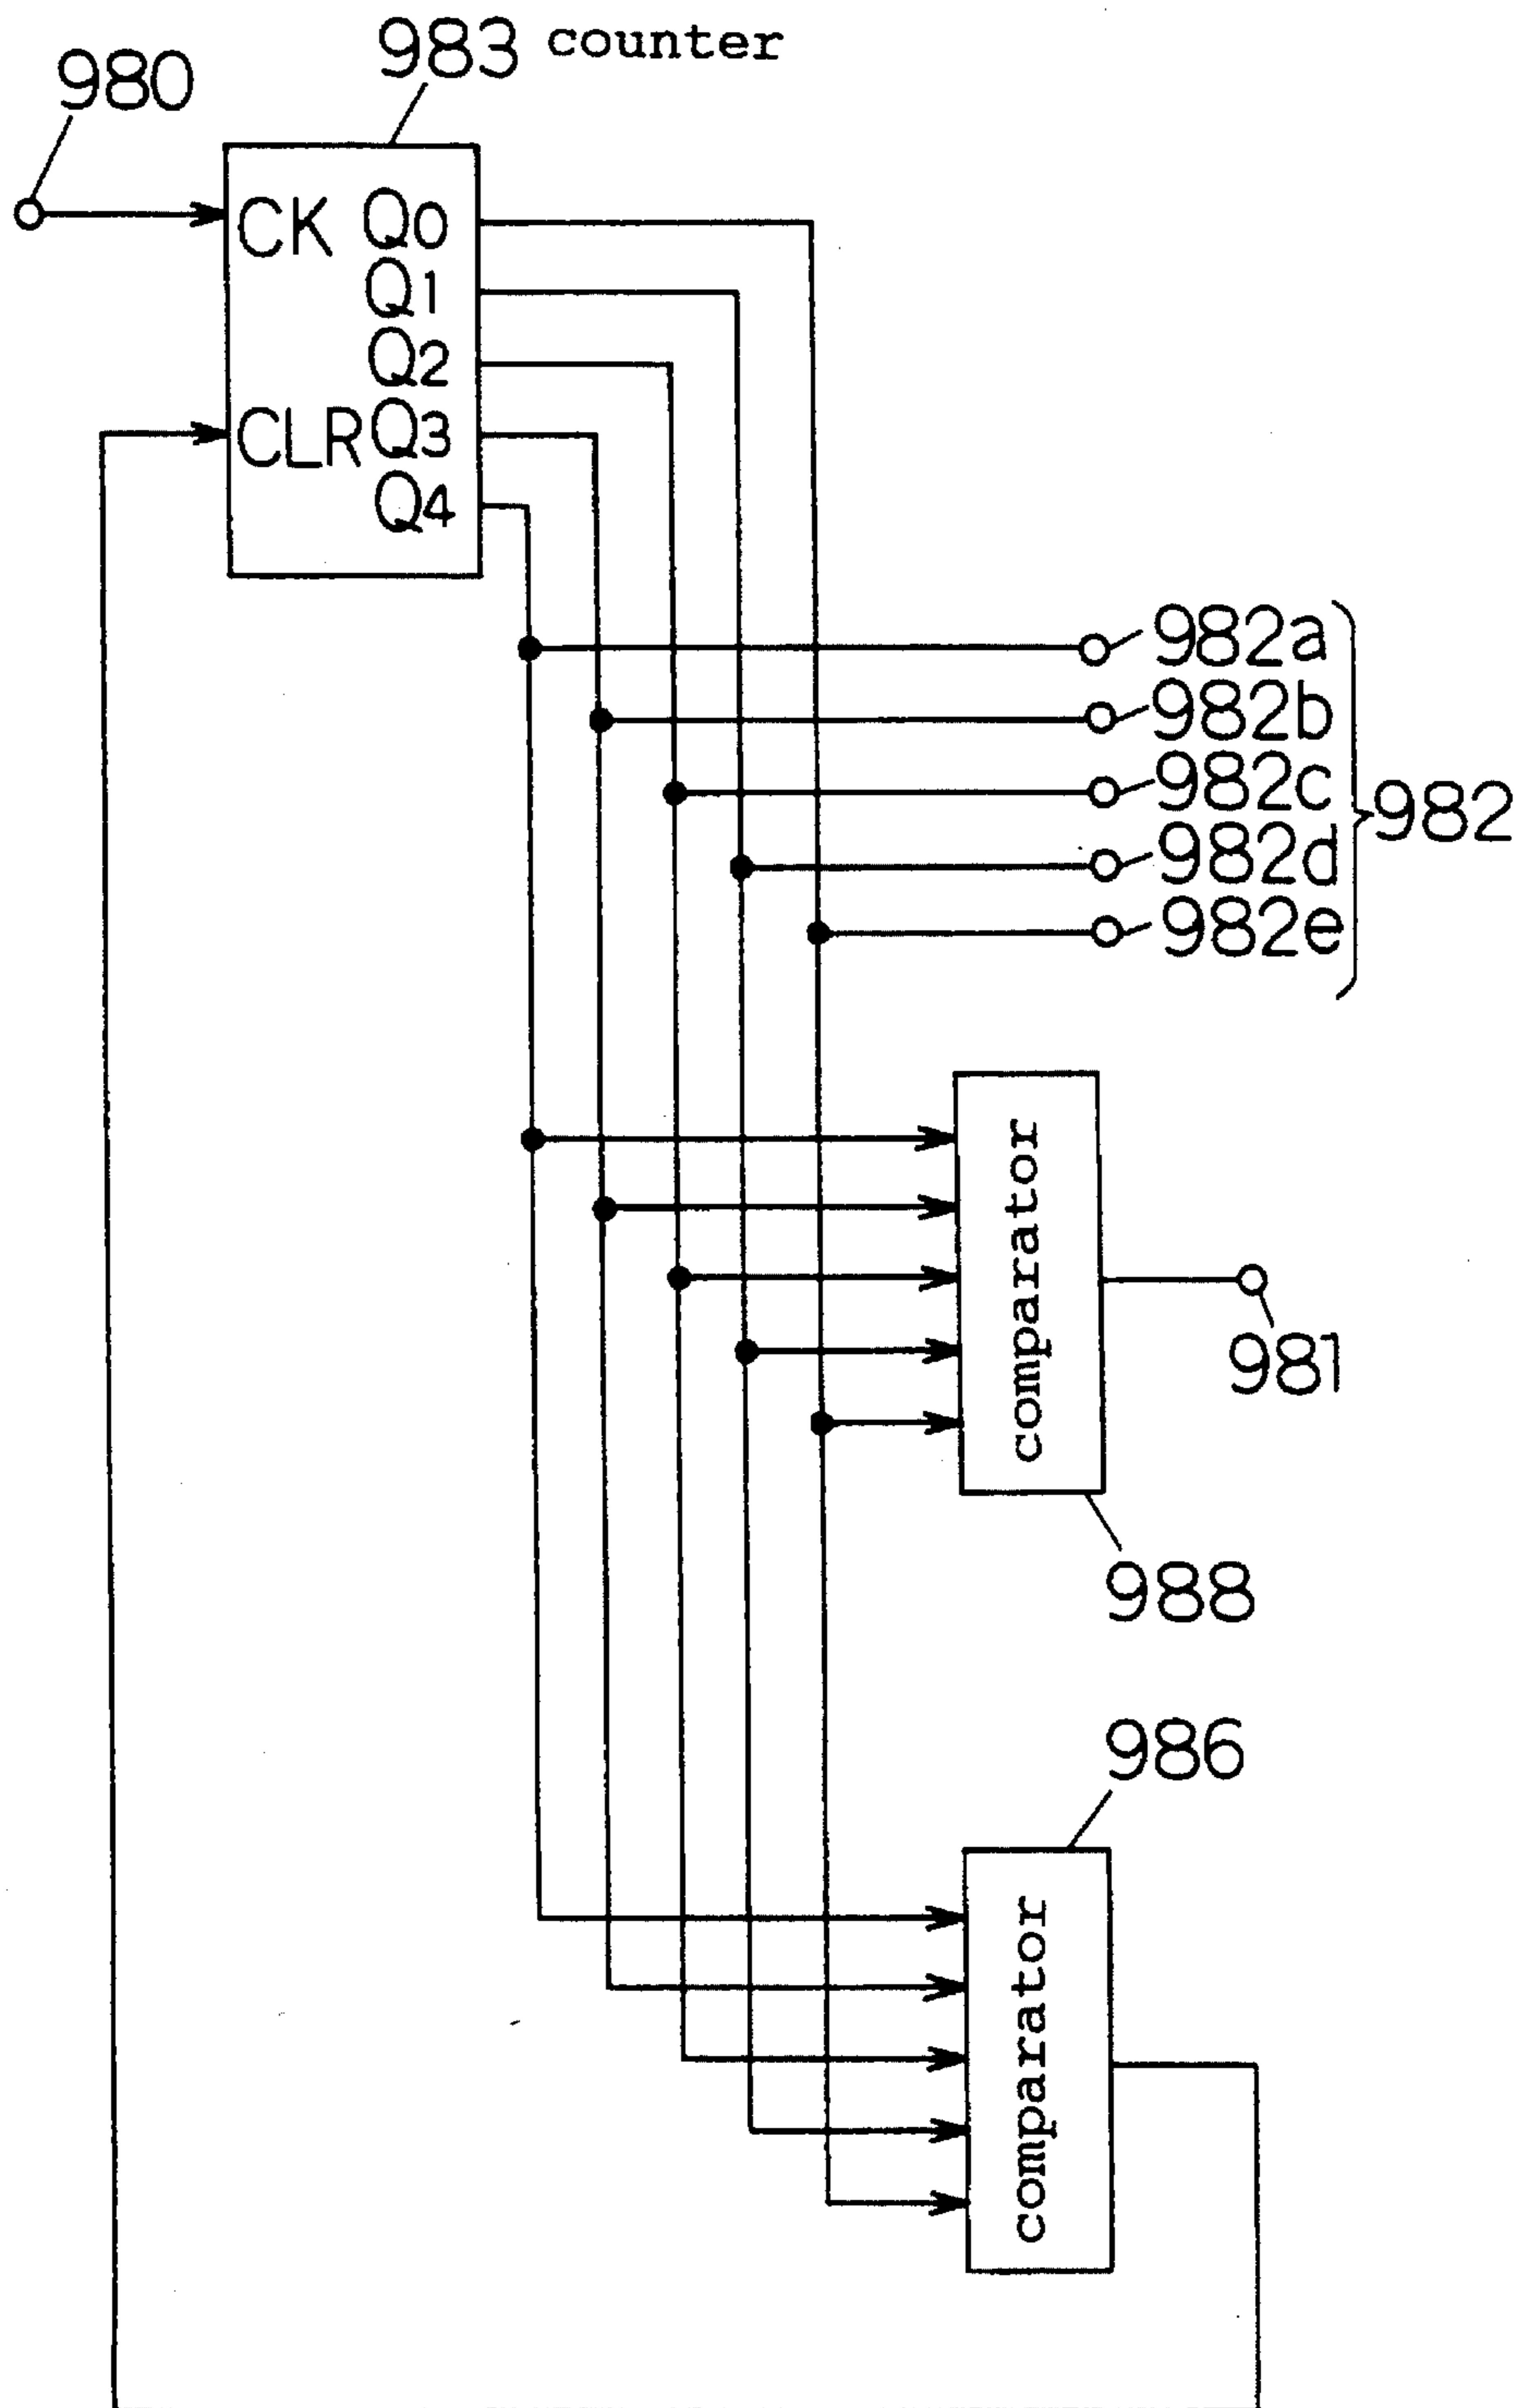 983 counter
980
CK Q0
Q1
Q2
CLR Q3
Q4
982a
982b
982c
982
982d
982e
comparator
981
988
986
comparator